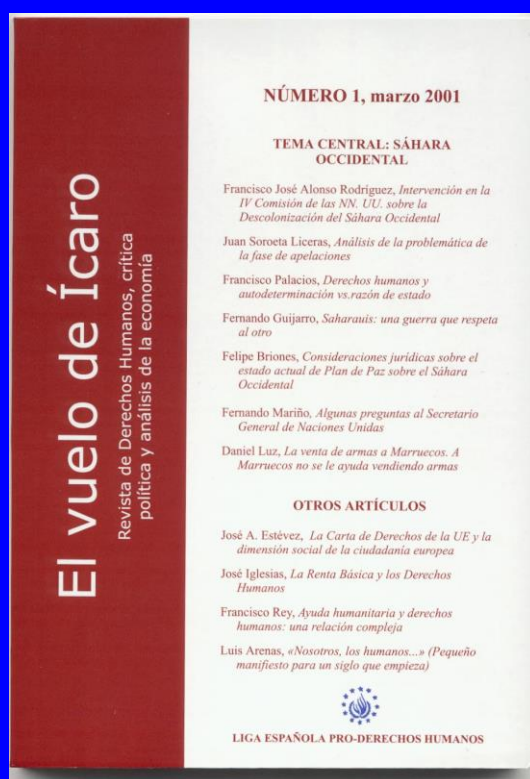 El vuelo de Ícaro
Revista de Derechos Humanos, crítica
política y análisis de la economía
NÚMERO 1, marzo 2001
TEMA CENTRAL: SÁHARA
OCCIDENTAL
Francisco José Alonso Rodríguez, Intervención en la
IV Comisión de las NN. UU. sobre la
Descolonización del Sáhara Occidental
Juan Soroeta Liceras, Análisis de la problemática de
la fase de apelaciones
Francisco Palacios, Derechos humanos y
autodeterminación vs.razón de estado
Fernando Guijarro, Saharauis: una guerra que respeta
al otro
Felipe Briones, Consideraciones jurídicas sobre el
estado actual de Plan de Paz sobre el Sáhara
Occidental
Fernando Mariño, Algunas preguntas al Secretario
General de Naciones Unidas
Daniel Luz, La venta de armas a Marruecos. A
Marruecos no se le ayuda vendiendo armas
OTROS ARTÍCULOS
José A. Estévez, La Carta de Derechos de la UE y la
dimensión social de la ciudadanía europea
José Iglesias, La Renta Básica y los Derechos
Humanos
Francisco Rey, Ayuda humanitaria y derechos
humanos: una relación compleja
Luis Arenas, «Nosotros, los humanos...» (Pequeño
manifiesto para un siglo que empieza)
LIGA ESPAÑOLA PRO-DERECHOS HUMANOS